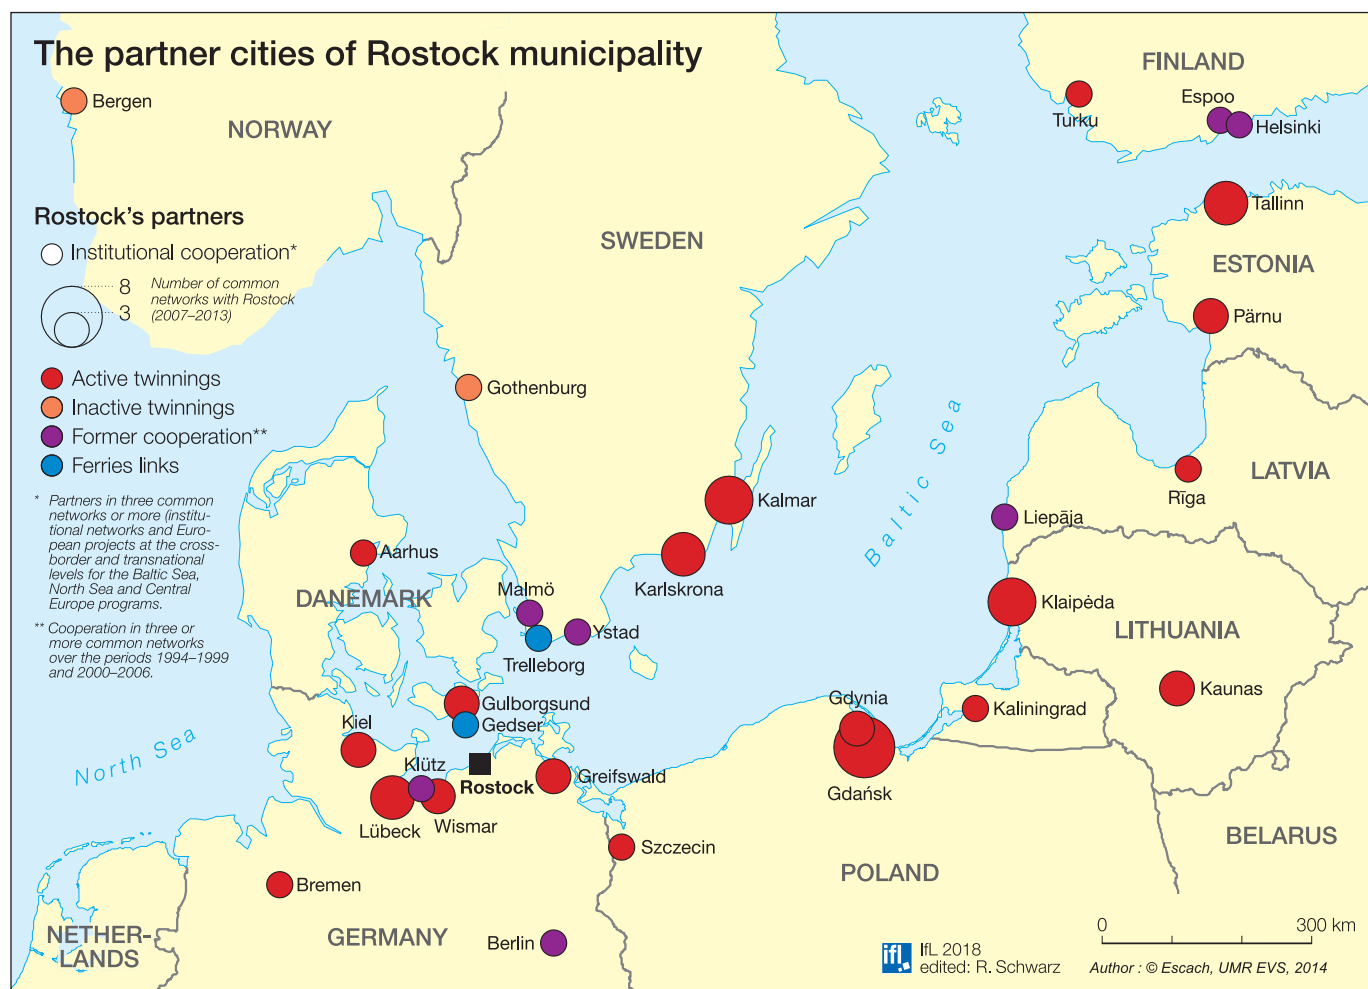 The partner cities of Rostock municipality
Bergen
NORWAY
FINLAND
Espoo
Turku
Helsinki
Rostock's partners
Institutional cooperation*
8
3
Number of common
networks with Rostock
(2007–2013)
Active twinnings
Inactive twinnings
Former cooperation**
Ferries links
* Partners in three common
networks or more (institu-
tional networks and Euro-
pean projects at the cross-
border and transnational
levels for the Baltic Sea,
North Sea and Central
Europe programs.
** Cooperation in three or
more common networks
over the periods 1994–1999
and 2000–2006.
Tallinn
SWEDEN
ESTONIA
Pärnu
Gothenburg
Baltic Sea
LATVIA
Rīga
Kalmar
Liepāja
Aarhus
Karlskrona
DANEMARK
Malmö
Klaipėda
Ystad
LITHUANIA
Trelleborg
Kaunas
Gulborgsund
Gdynia
Kaliningrad
Kiel
Gedser
North Sea
Klütz
Rostock
Greifswald
Gdańsk
Lübeck
Wismar
BELARUS
Szczecin
POLAND
Bremen
NETHER-
LANDS
GERMANY
Berlin
0
300 km
ifl
IfL 2018
edited: R. Schwarz
Author : © Escach, UMR EVS, 2014